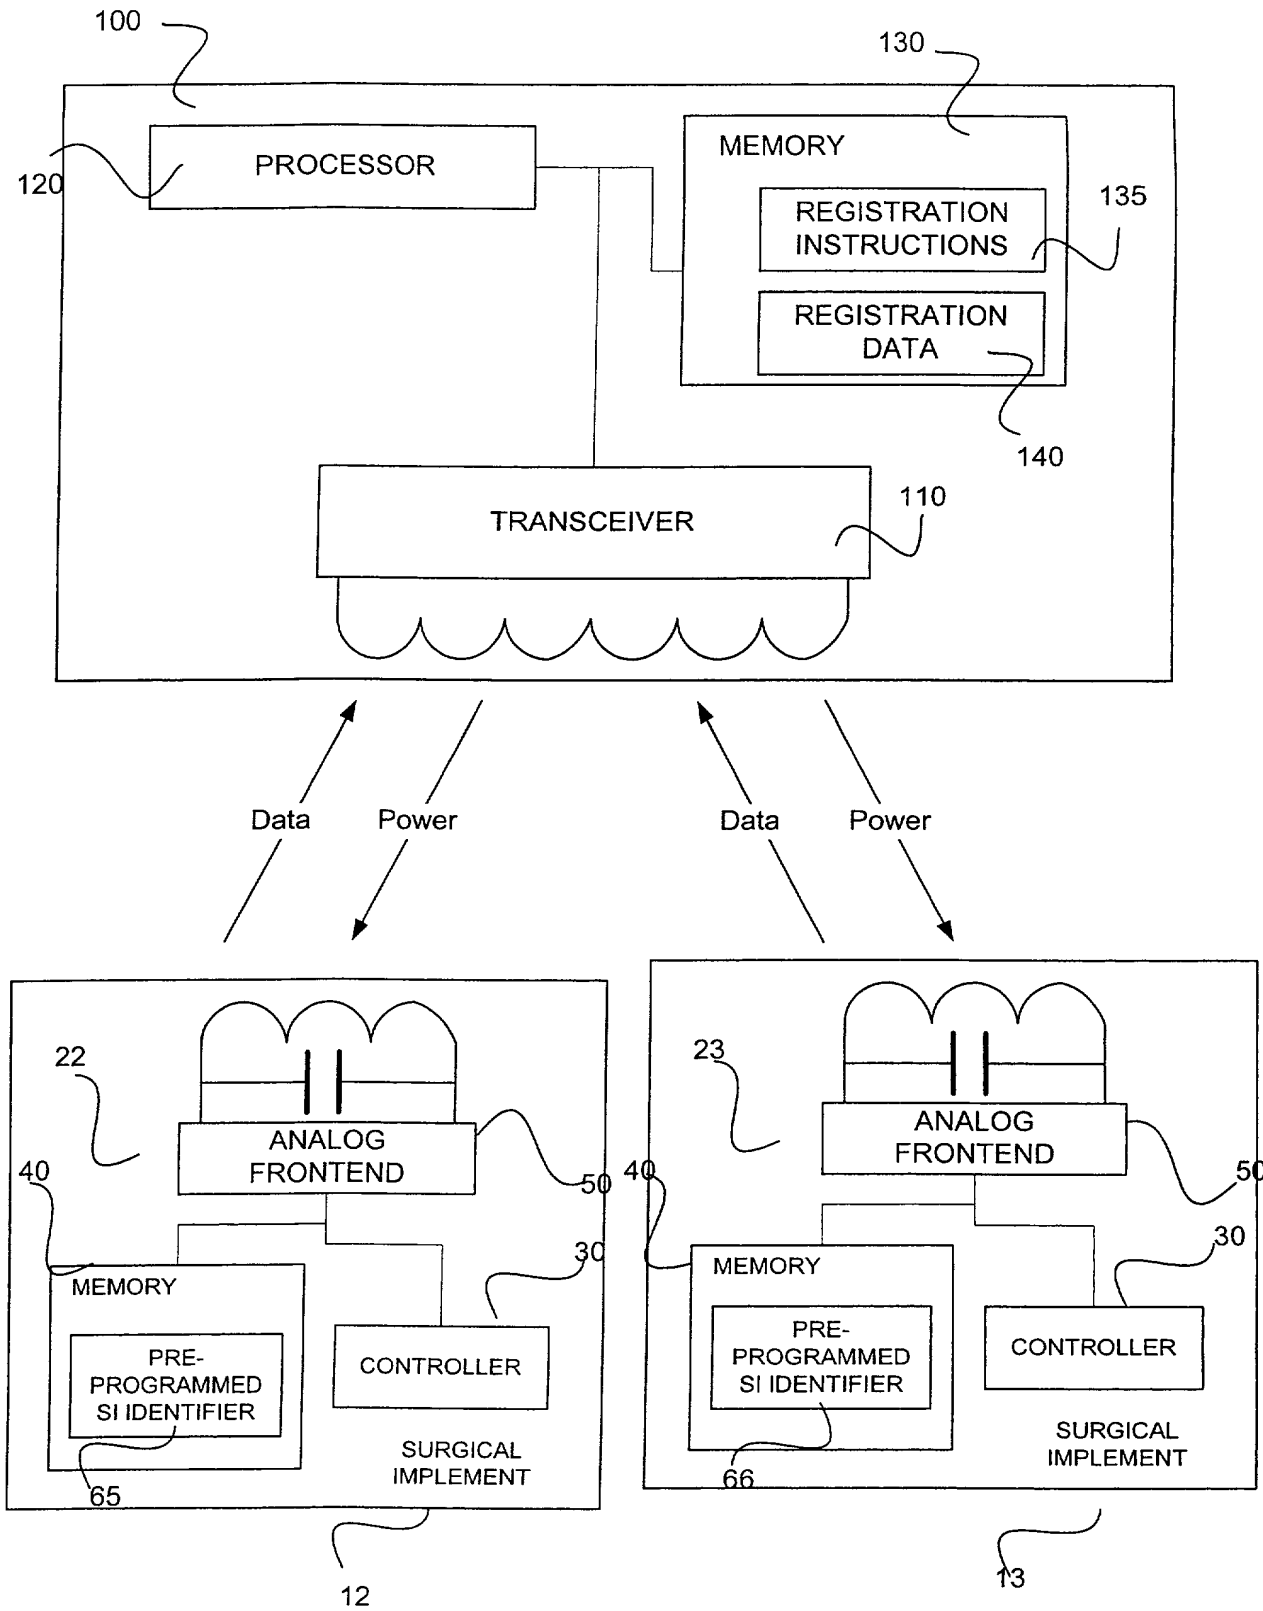 100
130
PROCESSOR
MEMORY
120
135
REGISTRATION
INSTRUCTIONS
REGISTRATION
DATA
140
110
TRANSCEIVER
Data
Power
Data
Power
22
23
ANALOG
FRONTEND
ANALOG
FRONTEND
40
50
40
50
30
30
MEMORY
MEMORY
PRE-
PROGRAMMED
SI IDENTIFIER
CONTROLLER
PRE-
PROGRAMMED
SI IDENTIFIER
CONTROLLER
SURGICAL
IMPLEMENT
SURGICAL
IMPLEMENT
65
66
12
13